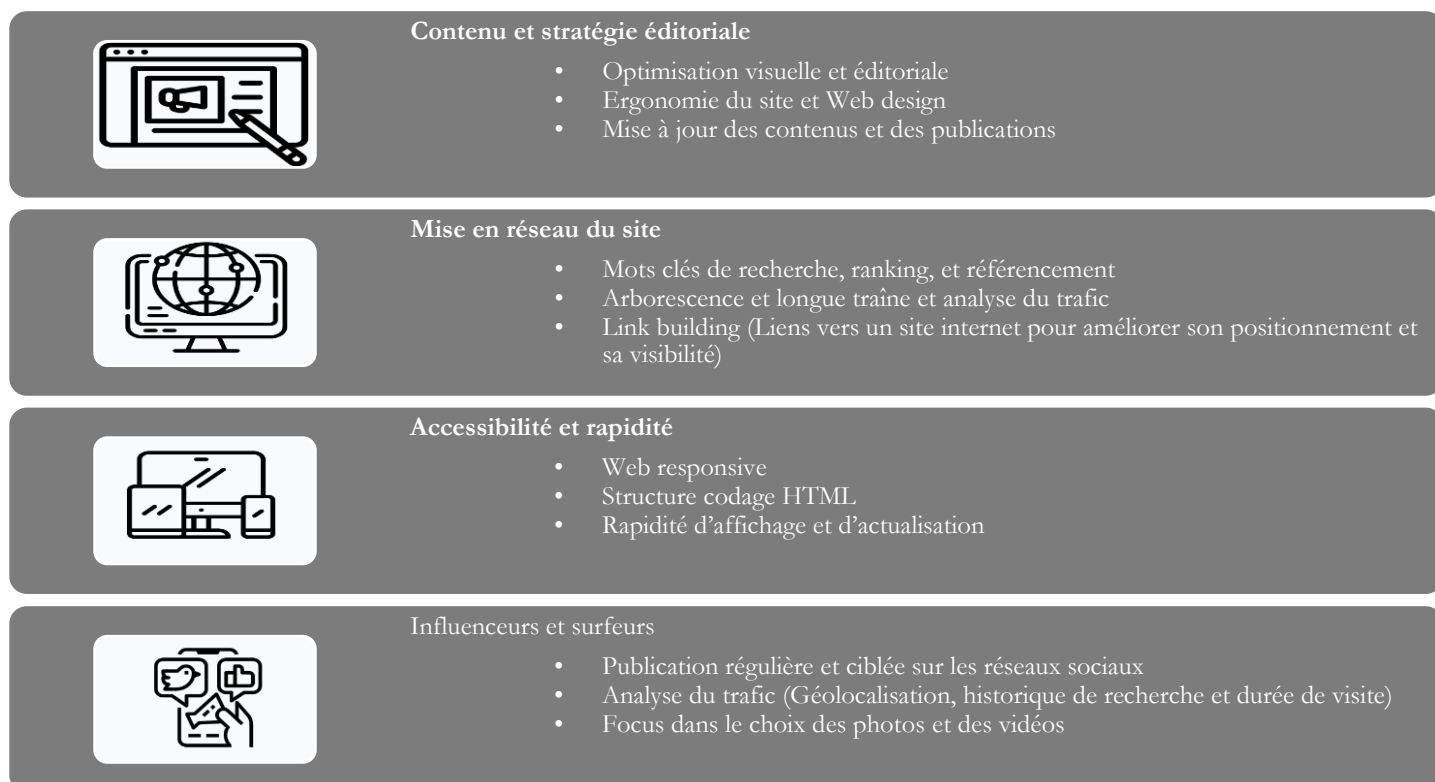 Contenu et stratégie éditoriale
• Optimisation visuelle et éditoriale
• Ergonomie du site et Web design
• Mise à jour des contenus et des publications
Mise en réseau du site
• Mots clés de recherche, ranking, et référencement
• Arborescence et longue traîne et analyse du trafic
• Link building (Liens vers un site internet pour améliorer son positionnement et
sa visibilité)
Accessibilité et rapidité
• Web responsive
• Structure codage HTML
• Rapidité d’affichage et d’actualisation
Influenceurs et surfeurs
• Publication régulière et ciblée sur les réseaux sociaux
• Analyse du trafic (Géolocalisation, historique de recherche et durée de visite)
• Focus dans le choix des photos et des vidéos